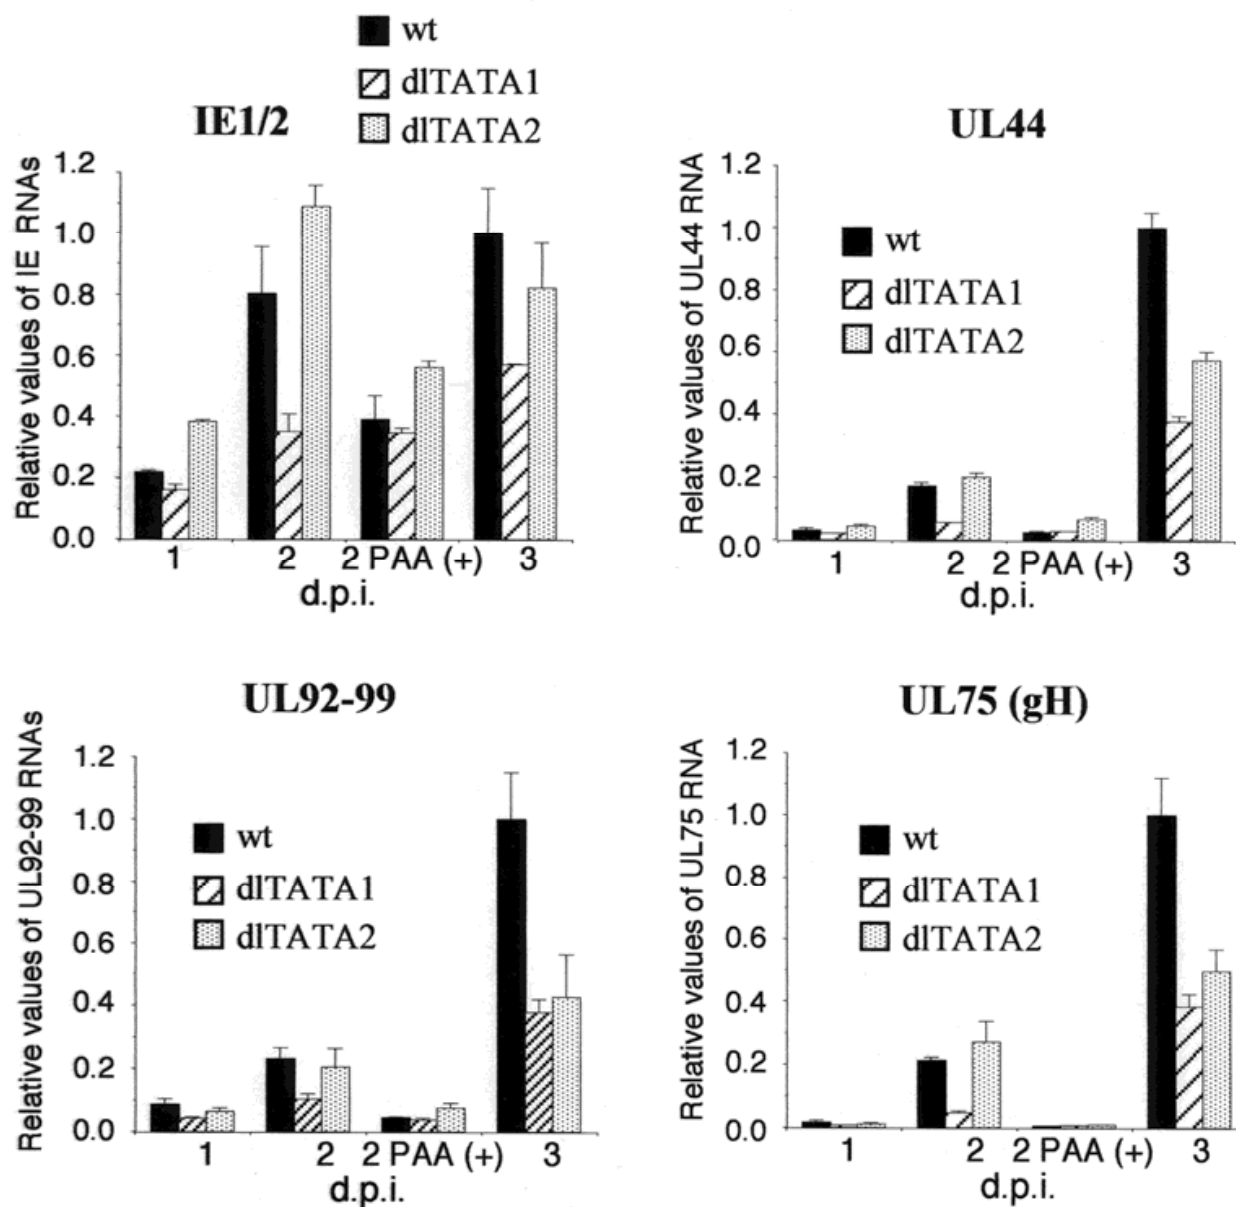 wt
dlTATA1
dlTATA2
IE1/2
Relative values of IE RNAs
1.2
1.0
0.8
0.6
0.4
0.2
0.0
1 2 2 PAA (+) 3
d.p.i.
UL44
Relative values of UL44 RNA
1.2
1.0
0.8
0.6
0.4
0.2
0.0
wt
dlTATA1
dlTATA2
1 2 2 PAA (+) 3
d.p.i.
UL92-99
Relative values of UL92-99 RNAs
1.2
1.0
0.8
0.6
0.4
0.2
0.0
wt
dlTATA1
dlTATA2
1 2 2 PAA (+) 3
d.p.i.
UL75 (gH)
Relative values of UL75 RNA
1.2
1.0
0.8
0.6
0.4
0.2
0.0
wt
dlTATA1
dlTATA2
1 2 2 PAA (+) 3
d.p.i.